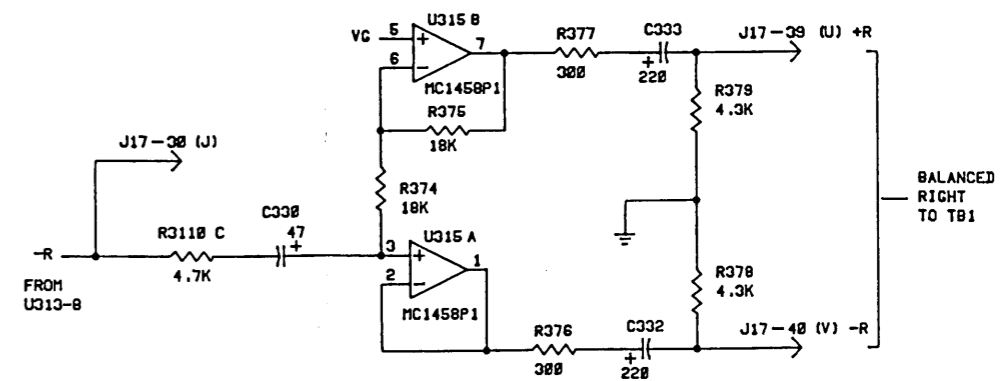 U315 B
VG 5 + 7
6 −
MC1458P1
R377
300
C333
+
220
J17-39 (U) +R
R375
18K
R379
4.3K
J17-30 (J)
R374
18K
BALANCED
RIGHT
TO TB1
-R
FROM
U313-8
R3110 C
4.7K
C330
47
+
U315 A
3 + 1
2 −
MC1458P1
R378
4.3K
R376
300
C332
+
220
J17-40 (V) -R